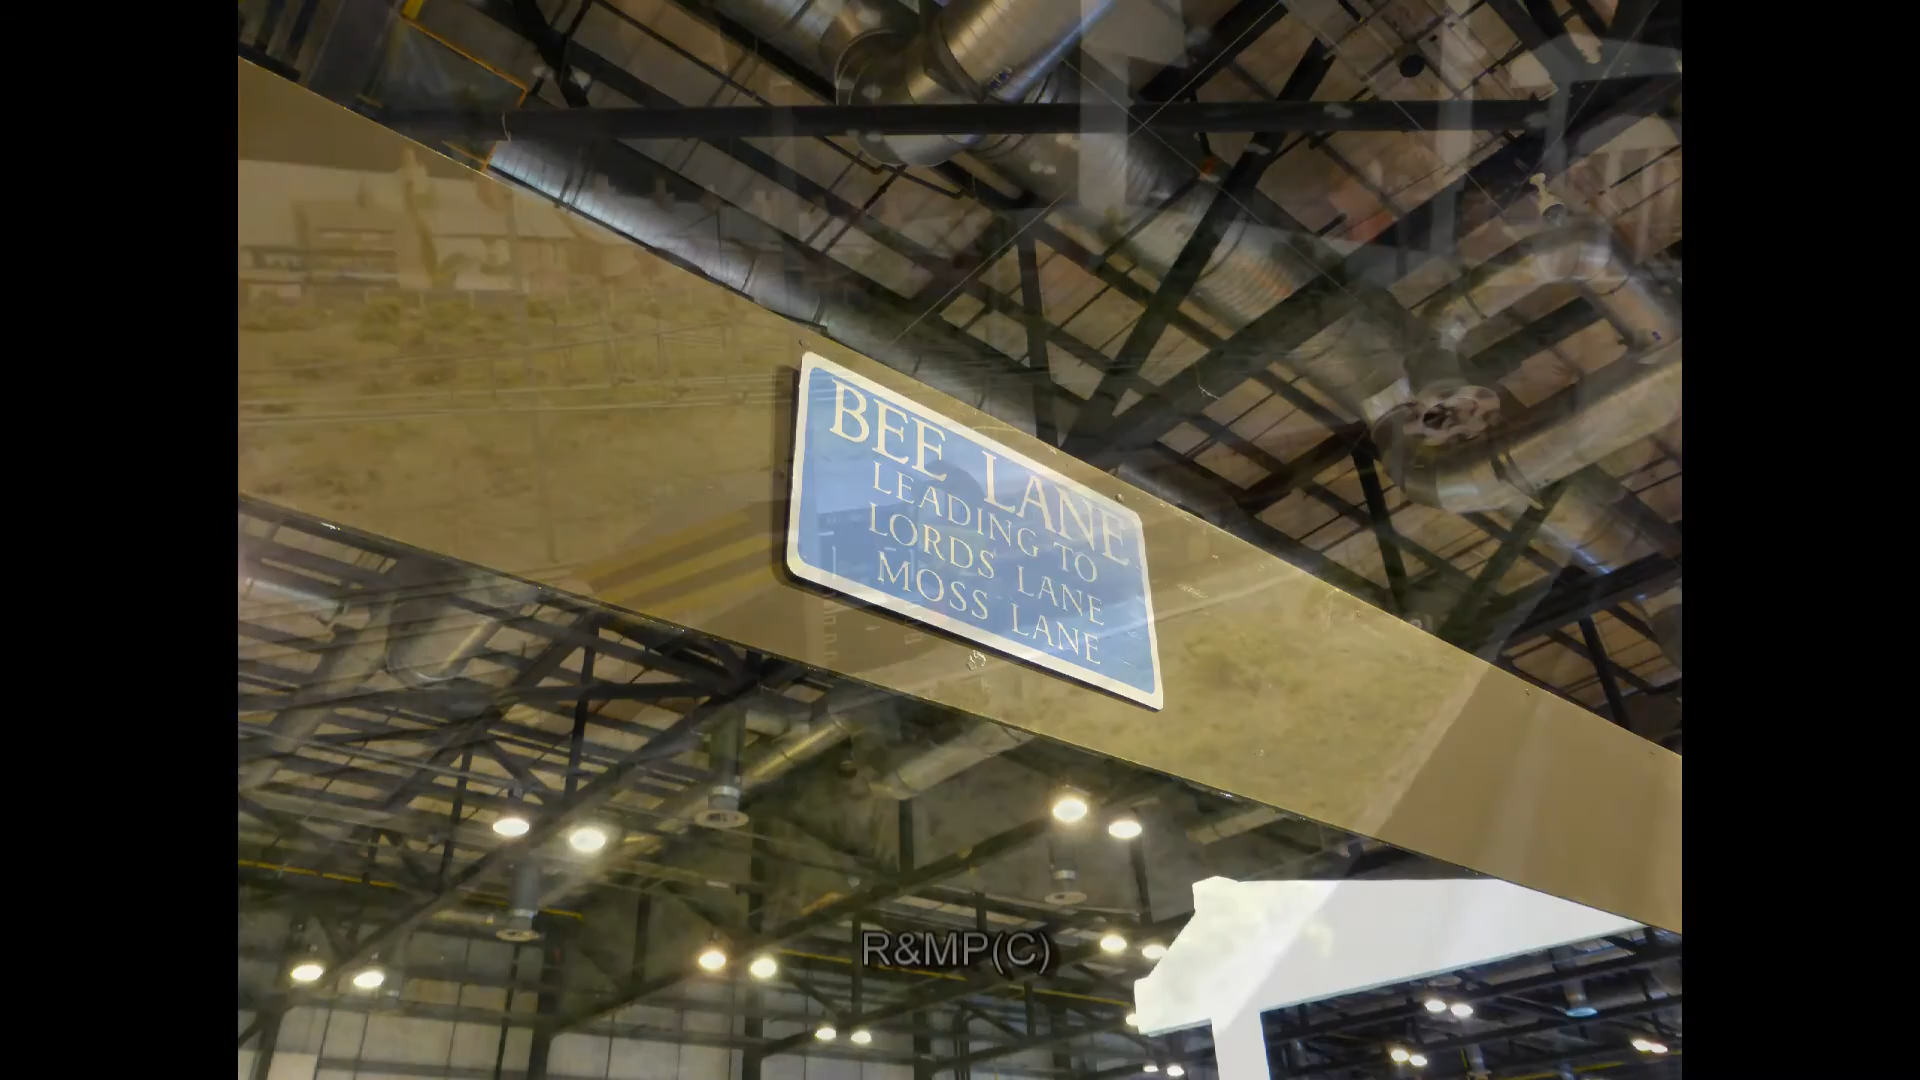 BEE LANE
LEADING TO
LORDS LANE
MOSS LANE
R&MP(C)